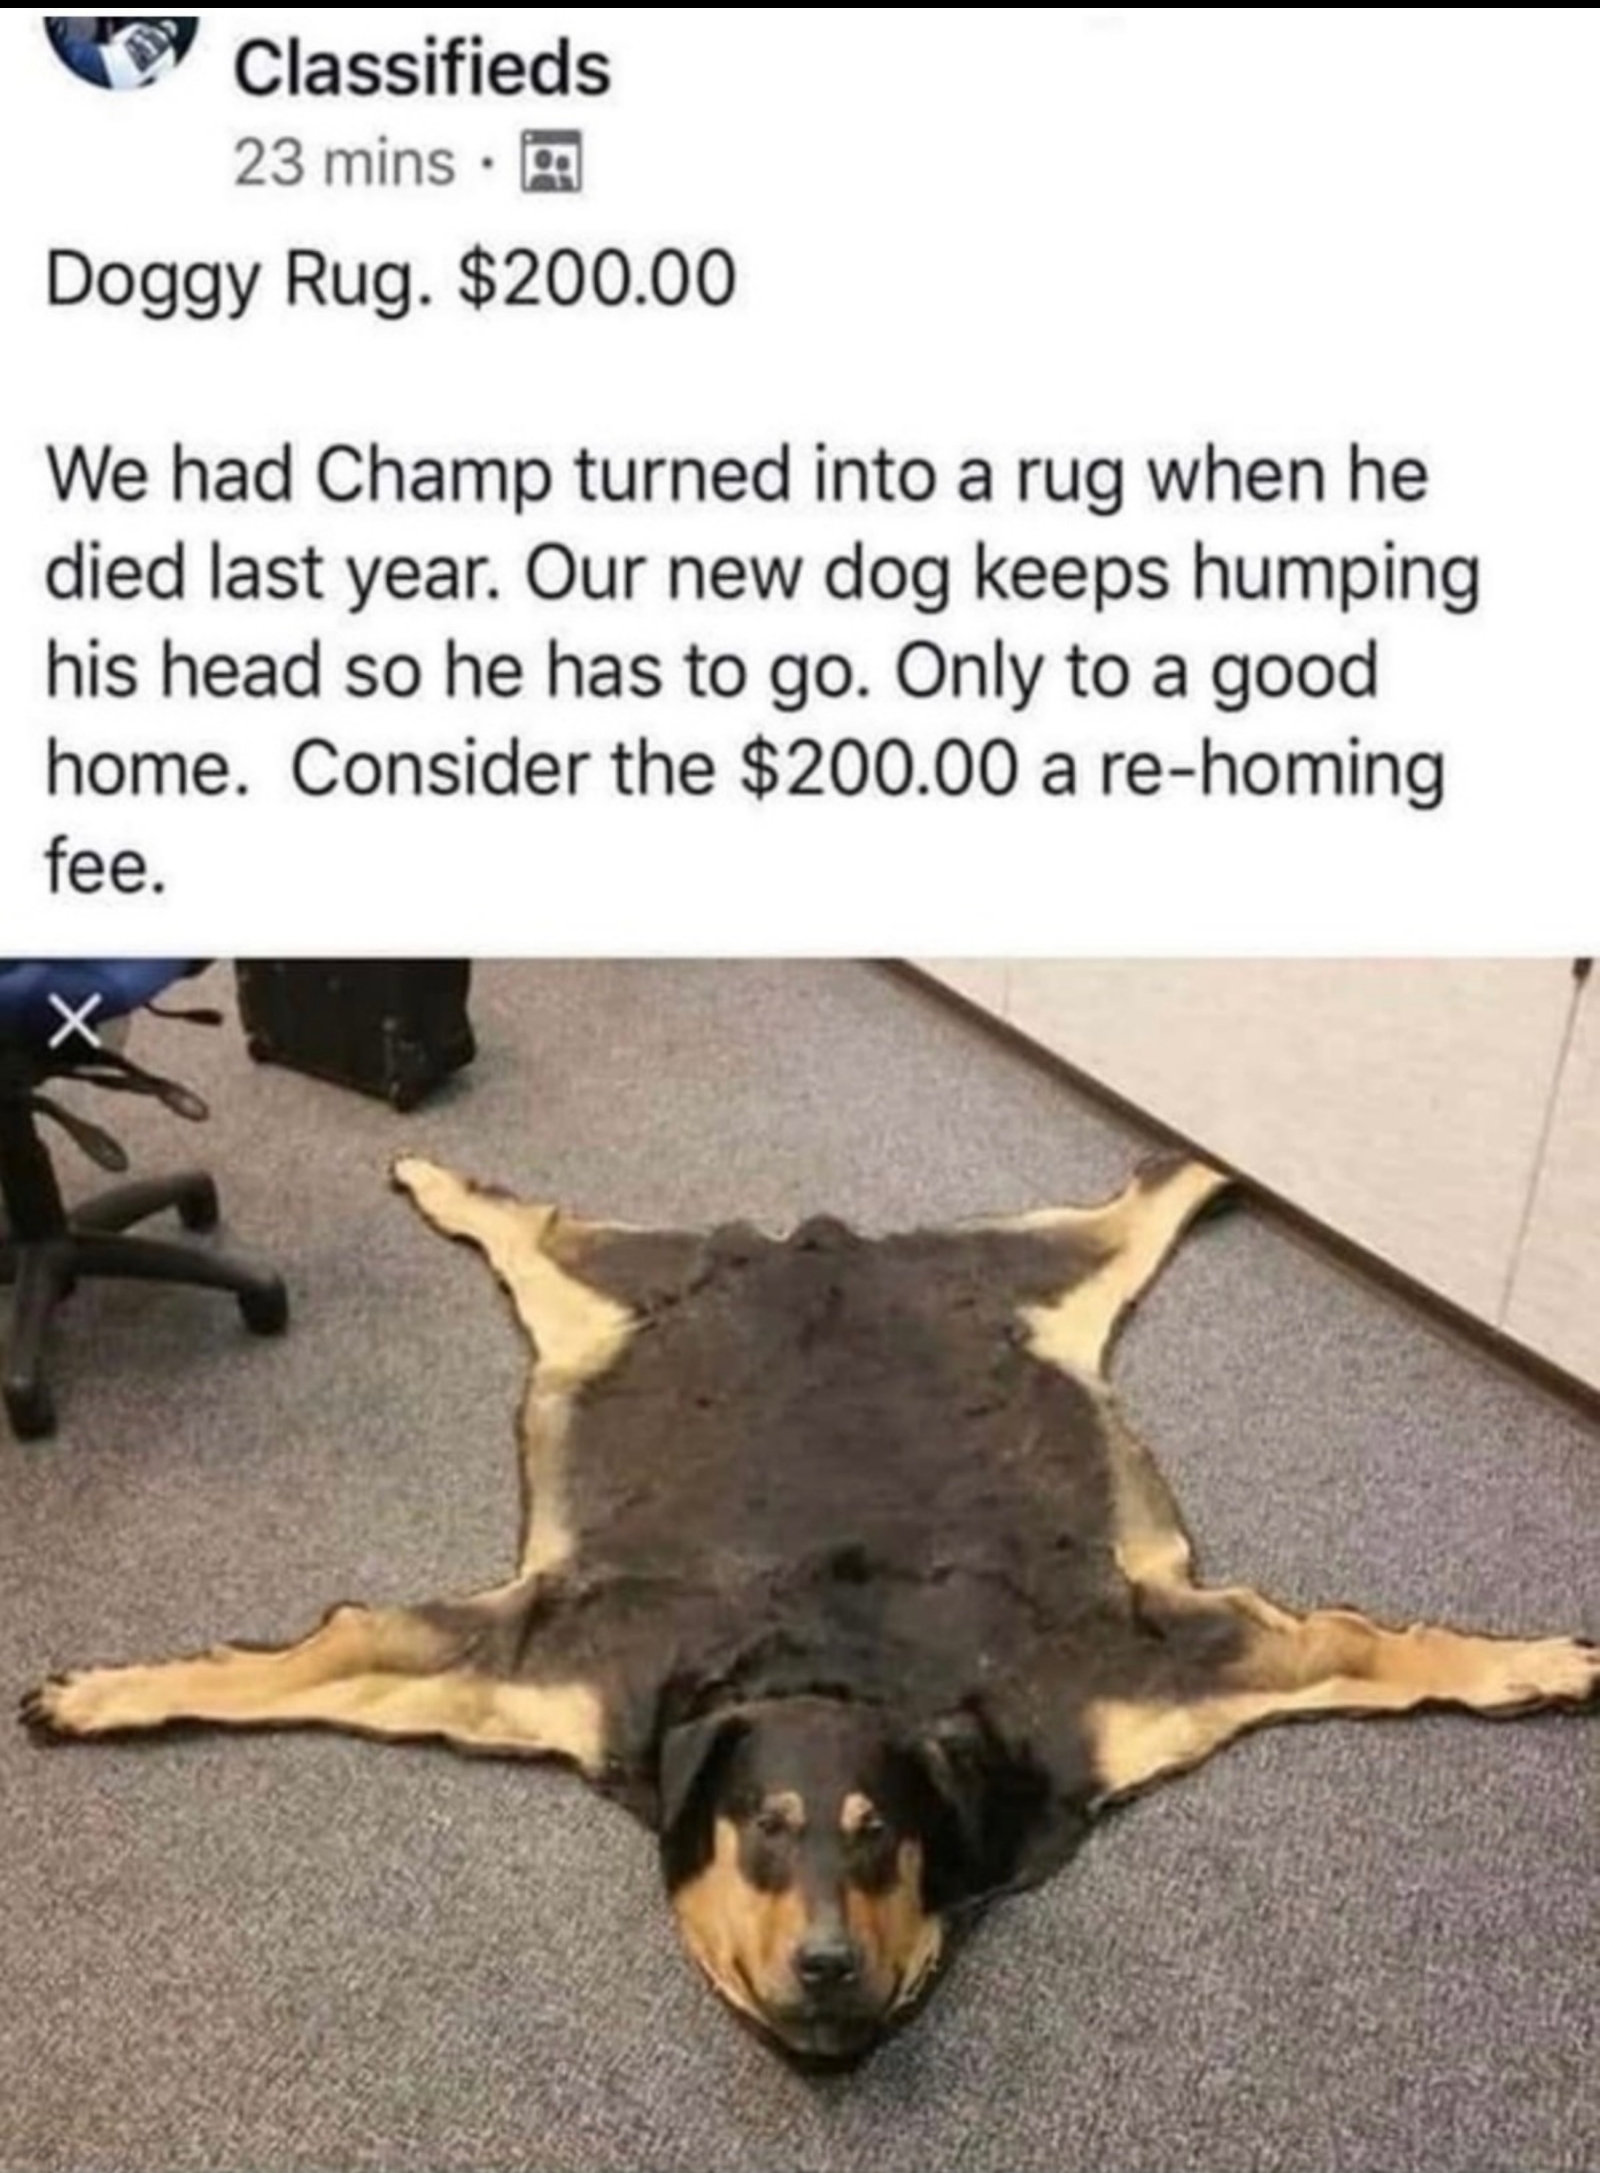 Classifieds
23 mins ·
Doggy Rug. $200.00
We had Champ turned into a rug when he
died last year. Our new dog keeps humping
his head so he has to go. Only to a good
home.  Consider the $200.00 a re-homing
fee.